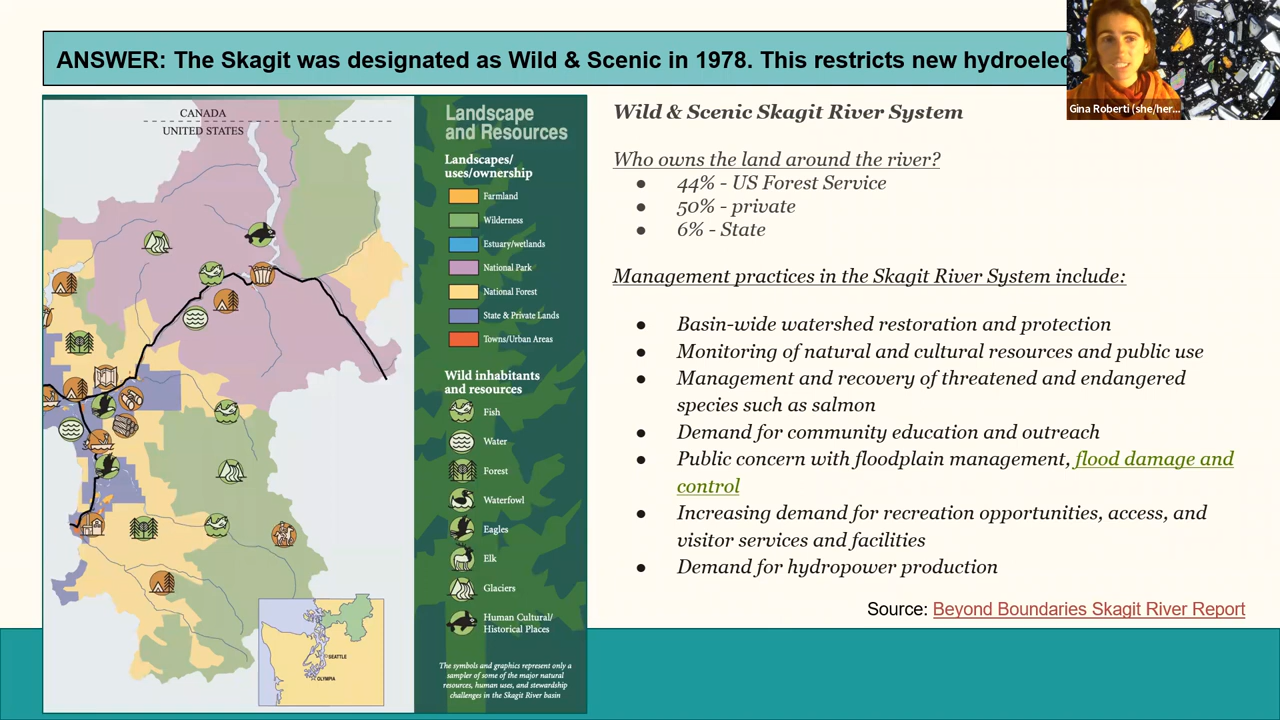 ANSWER: The Skagit was designated as Wild & Scenic in 1978. This restricts new hydroelec
Gina Roberti (she/her...
CANADA
UNITED STATES
Landscape
and Resources
Landscapes/
uses/ownership
Farmland
Wilderness
Estuary/wetlands
National Park
National Forest
State & Private Lands
Towns/Urban Areas
Wild inhabitants
and resources
Fish
Water
Forest
Waterfowl
Eagles
Elk
Glaciers
Human Cultural/
Historical Places
The symbols and graphics represent only a
sampler of some of the major natural
resources, human uses, and stewardship
challenges in the Skagit River basin
SEATTLE
OLYMPIA
Wild & Scenic Skagit River System
Who owns the land around the river?
● 44% - US Forest Service
● 50% - private
● 6% - State
Management practices in the Skagit River System include:
● Basin-wide watershed restoration and protection
● Monitoring of natural and cultural resources and public use
● Management and recovery of threatened and endangered
species such as salmon
● Demand for community education and outreach
● Public concern with floodplain management, flood damage and
control
● Increasing demand for recreation opportunities, access, and
visitor services and facilities
● Demand for hydropower production
Source: Beyond Boundaries Skagit River Report